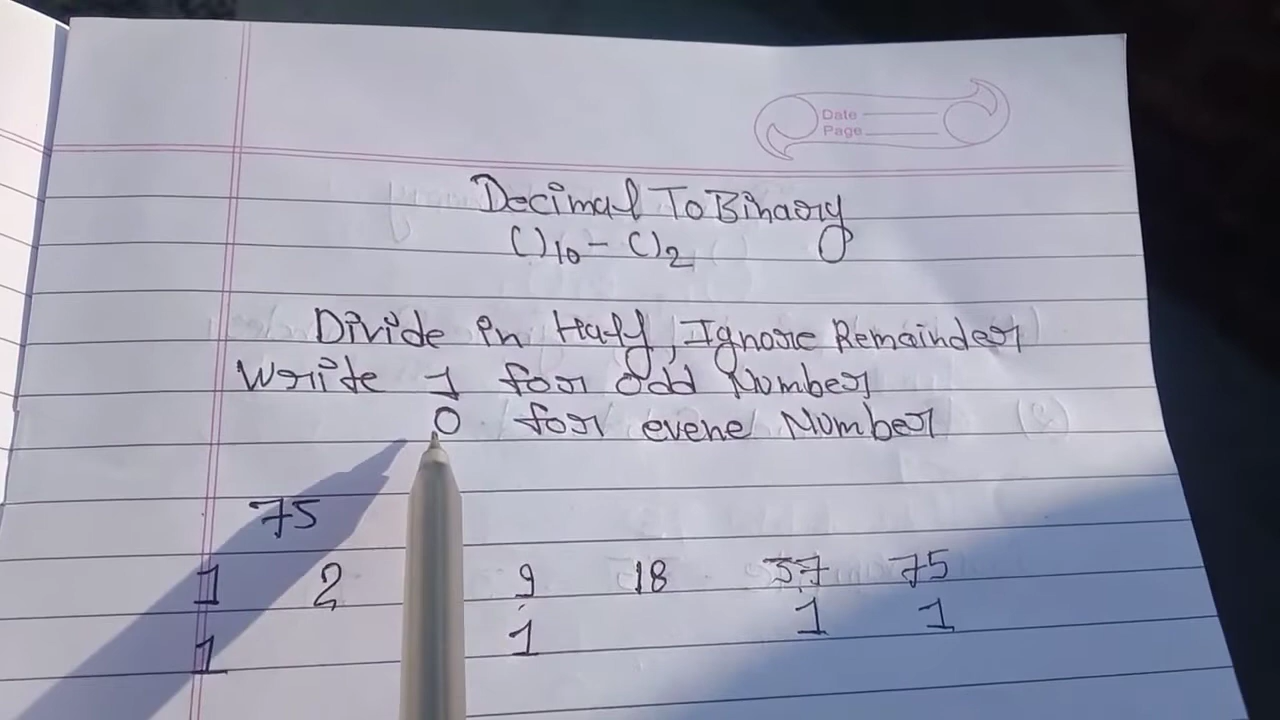 Date
Page
Decimal To Binary
()10 - ()2
Divide in Half, Ignore Remainder
Write 1 for odd Number
0 for evene Number
75
1 2 9 18 37 75
1 1 1 1